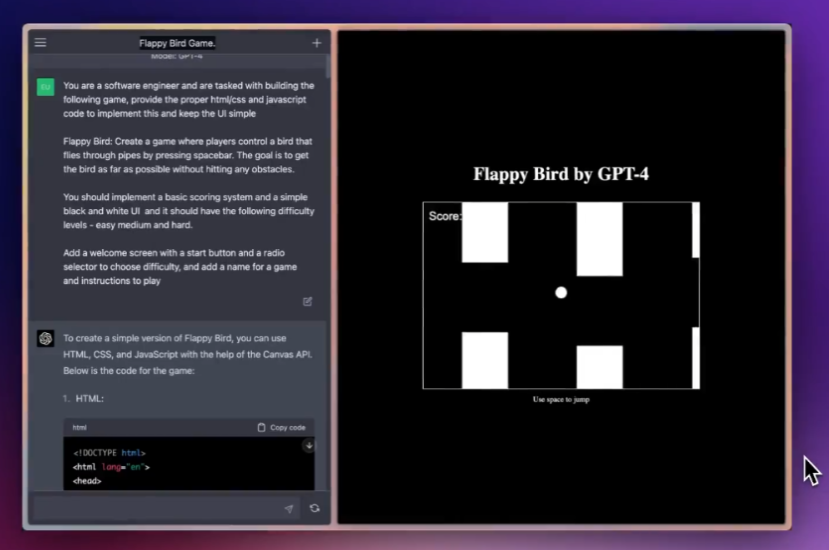 Flappy Bird Game.
Model: GPT-4
EU
You are a software engineer and are tasked with building the
following game, provide the proper html/css and javascript
code to implement this and keep the UI simple
Flappy Bird: Create a game where players control a bird that
flies through pipes by pressing spacebar. The goal is to get
the bird as far as possible without hitting any obstacles.
You should implement a basic scoring system and a simple
black and white UI and it should have the following difficulty
levels - easy medium and hard.
Add a welcome screen with a start button and a radio
selector to choose difficulty, and add a name for a game
and instructions to play
To create a simple version of Flappy Bird, you can use
HTML, CSS, and JavaScript with the help of the Canvas API.
Below is the code for the game:
1. HTML:
html Copy code
<!DOCTYPE html>
<html lang="en">
<head>
Flappy Bird by GPT-4
Score:
Use space to jump